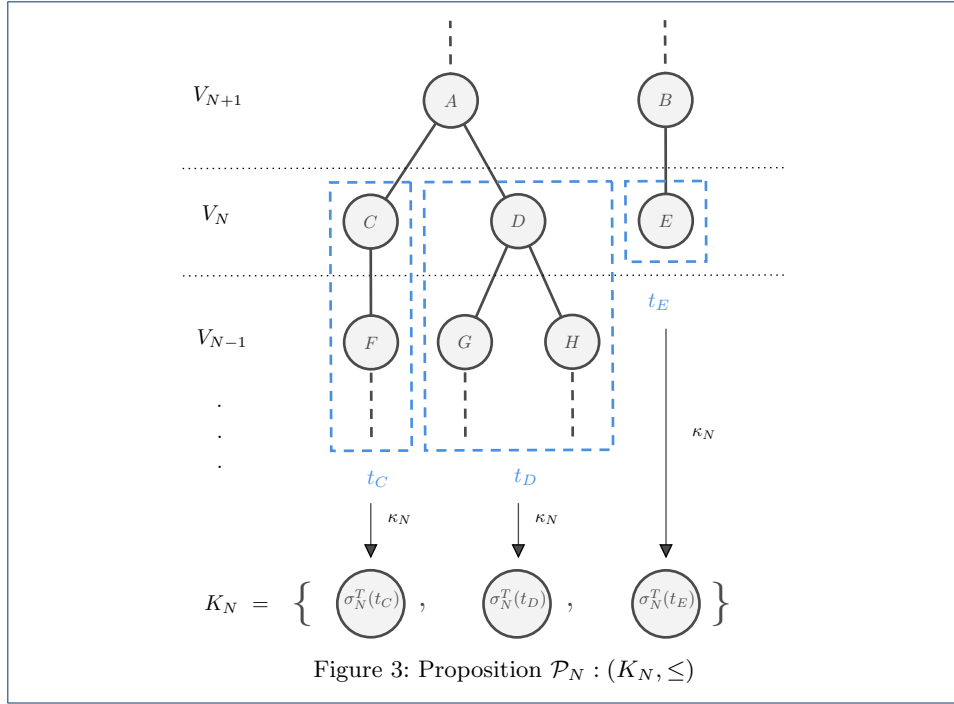 V_{N+1} A B
V_N C D E
t_E
V_{N-1} F G H
.
.
.
κ_N
t_C t_D
κ_N κ_N
K_N = { σ_N^T(t_C) , σ_N^T(t_D) , σ_N^T(t_E) }
Figure 3: Proposition 𝒫_N : (K_N, ≤)